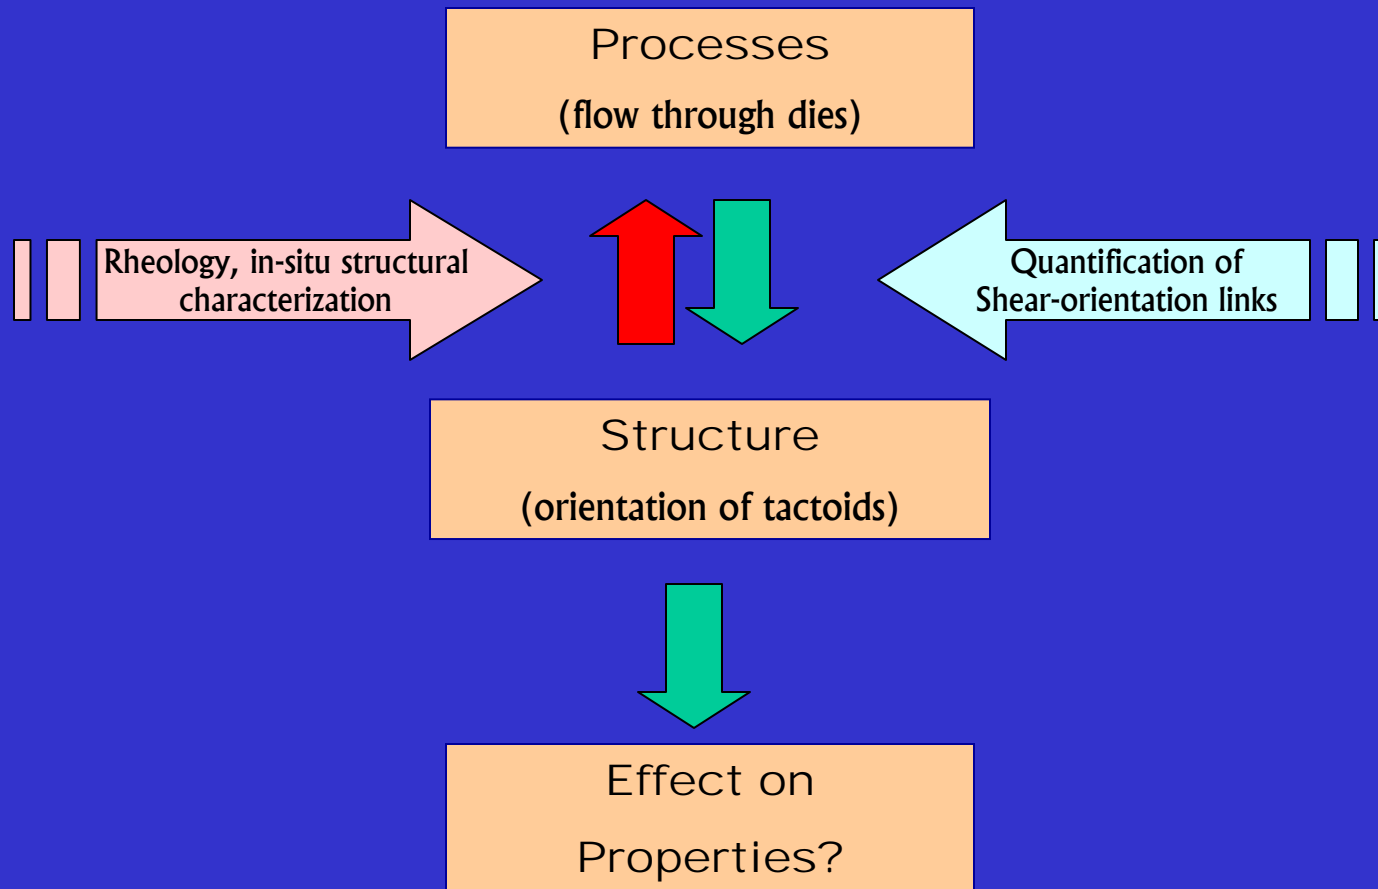 Processes
(flow through dies)
Rheology, in-situ structural
characterization
Quantification of
Shear-orientation links
Structure
(orientation of tactoids)
Effect on
Properties?